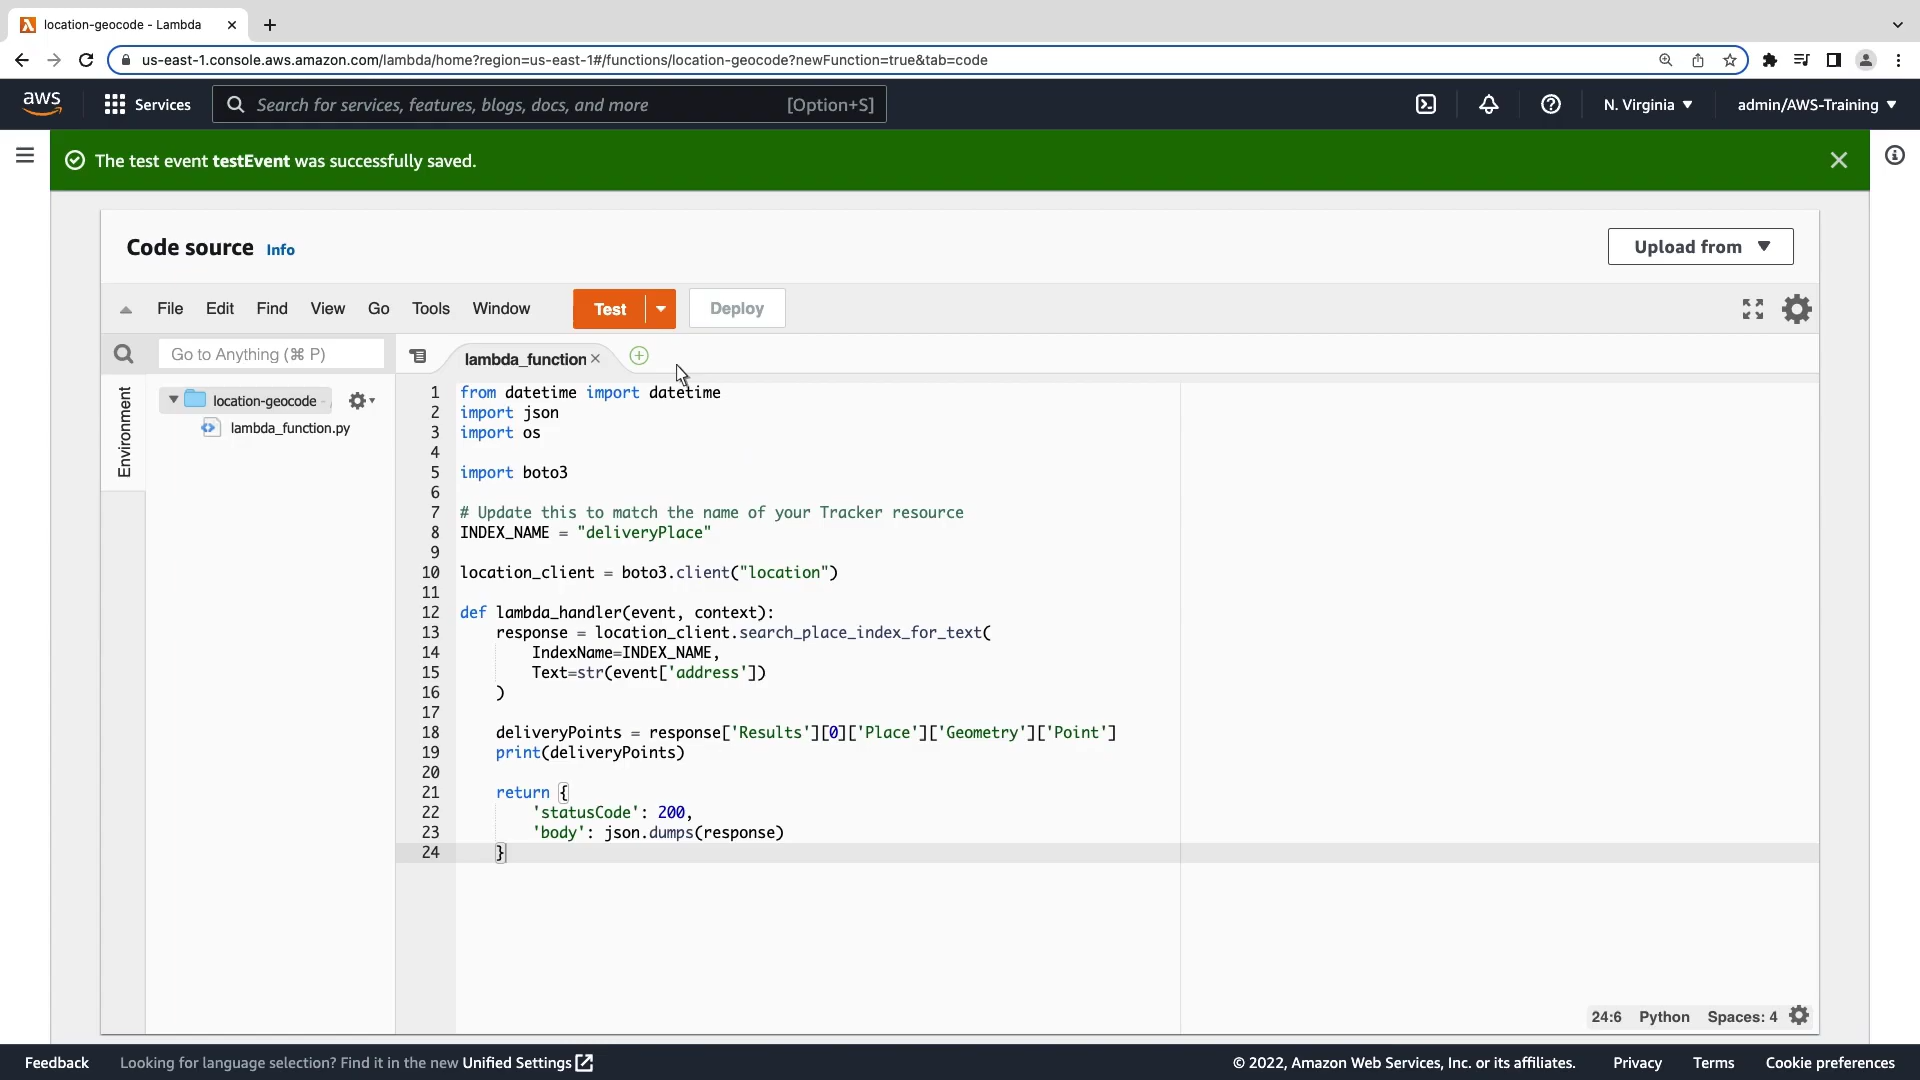 location-geocode - Lambda
us-east-1.console.aws.amazon.com/lambda/home?region=us-east-1#/functions/location-geocode?newFunction=true&tab=code
aws
Services
Search for services, features, blogs, docs, and more
[Option+S]
N. Virginia
admin/AWS-Training
The test event testEvent was successfully saved.
Code source Info
Upload from
File Edit Find View Go Tools Window
Test
Deploy
Go to Anything (⌘ P)
lambda_function
Environment
location-geocode -
lambda_function.py
1 from datetime import datetime
2 import json
3 import os
4
5 import boto3
6
7 # Update this to match the name of your Tracker resource
8 INDEX_NAME = "deliveryPlace"
9
10 location_client = boto3.client("location")
11
12 def lambda_handler(event, context):
13 response = location_client.search_place_index_for_text(
14 IndexName=INDEX_NAME,
15 Text=str(event['address'])
16 )
17
18 deliveryPoints = response['Results'][0]['Place']['Geometry']['Point']
19 print(deliveryPoints)
20
21 return {
22 'statusCode': 200,
23 'body': json.dumps(response)
24 }
24:6 Python Spaces: 4
Feedback
Looking for language selection? Find it in the new Unified Settings
© 2022, Amazon Web Services, Inc. or its affiliates.
Privacy
Terms
Cookie preferences